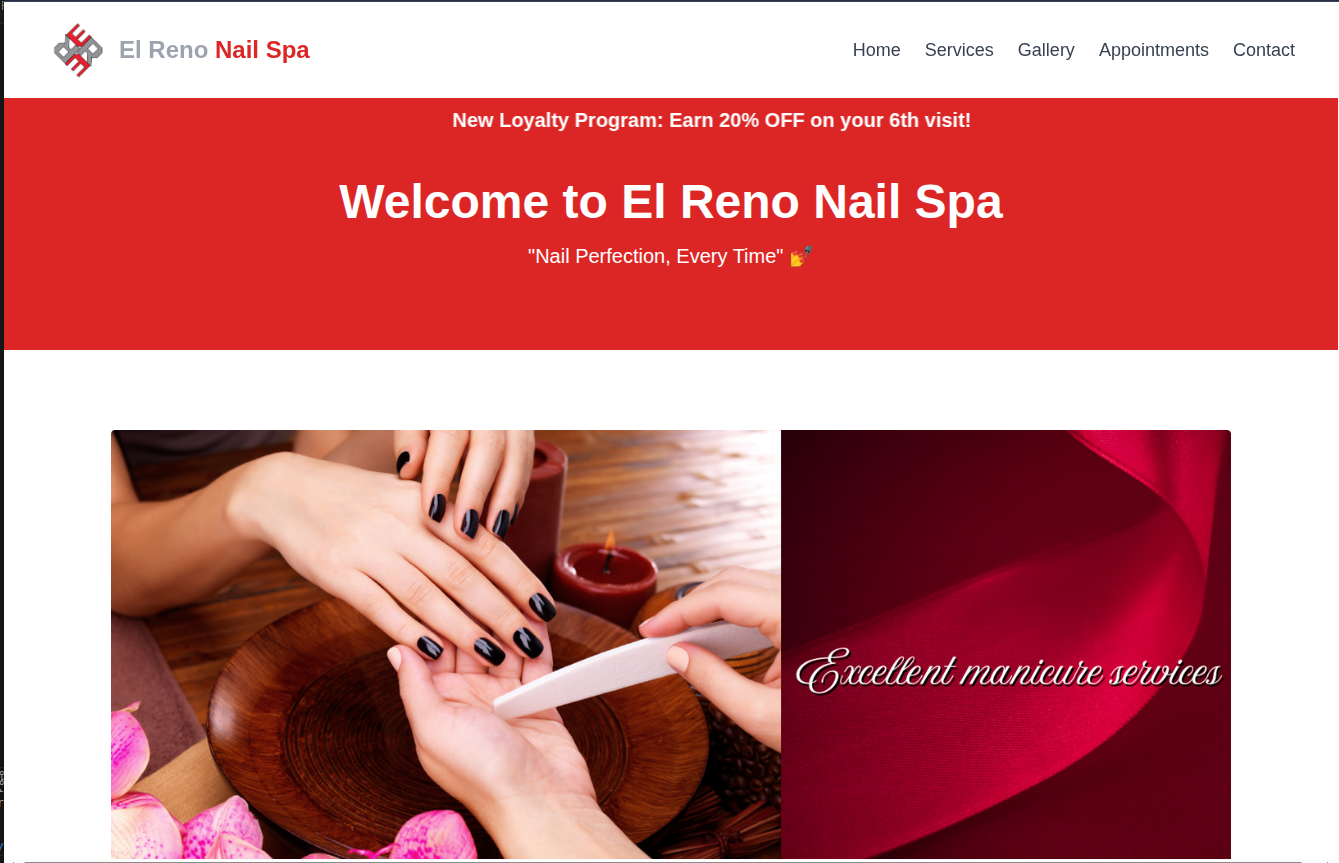 El Reno Nail Spa
Home Services Gallery Appointments Contact
New Loyalty Program: Earn 20% OFF on your 6th visit!
Welcome to El Reno Nail Spa
"Nail Perfection, Every Time" 💅
Excellent manicure services